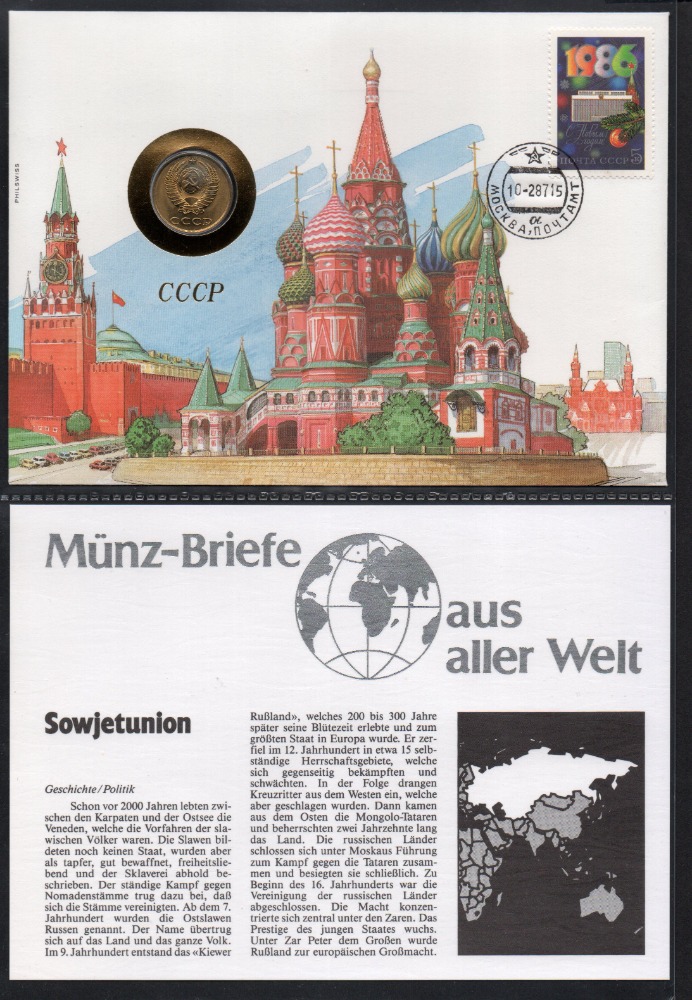 PHILSWISS
1986
С Новым
годом
ПОЧТА СССР 5
СССР
10-28715
МОСКВА, ПОЧТАМТ
СССР
Münz-Briefe
aus
aller Welt
Sowjetunion
Geschichte/Politik
Schon vor 2000 Jahren lebten zwi-
schen den Karpaten und der Ostsee die
Veneden, welche die Vorfahren der sla-
wischen Völker waren. Die Slawen bil-
deten noch keinen Staat, wurden aber
als tapfer, gut bewaffnet, freiheitslie-
bend und der Sklaverei abhold be-
schrieben. Der ständige Kampf gegen
Nomadenstämme trug dazu bei, daß
sich die Stämme vereinigten. Ab dem 7.
Jahrhundert wurden die Ostslawen
Russen genannt. Der Name übertrug
sich auf das Land und das ganze Volk.
Im 9. Jahrhundert entstand das «Kiewer
Rußland», welches 200 bis 300 Jahre
später seine Blütezeit erlebte und zum
größten Staat in Europa wurde. Er zer-
fiel im 12. Jahrhundert in etwa 15 selb-
ständige Herrschaftsgebiete, welche
sich gegenseitig bekämpften und
schwächten. In der Folge drangen
Kreuzritter aus dem Westen ein, welche
aber geschlagen wurden. Dann kamen
aus dem Osten die Mongolo-Tataren
und beherrschten zwei Jahrzehnte lang
das Land. Die russischen Länder
schlossen sich unter Moskaus Führung
zum Kampf gegen die Tataren zusam-
men und besiegten sie schließlich. Zu
Beginn des 16. Jahrhunderts war die
Vereinigung der russischen Länder
abgeschlossen. Die Macht konzen-
trierte sich zentral unter den Zaren. Das
Prestige des jungen Staates wuchs.
Unter Zar Peter dem Großen wurde
Rußland zur europäischen Großmacht.